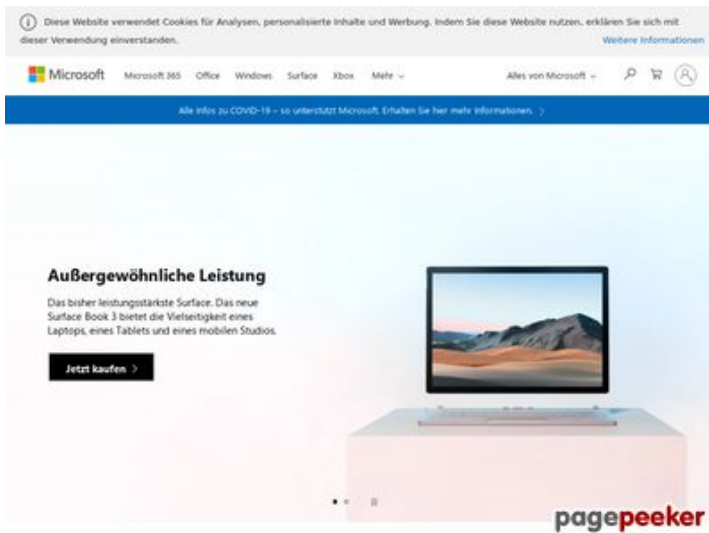 Diese Website verwendet Cookies für Analysen, personalisierte Inhalte und Werbung. Indem Sie diese Website nutzen, erklären Sie sich mit
dieser Verwendung einverstanden.
Weitere Informationen
Microsoft Microsoft 365 Office Windows Surface Xbox Mehr Alles von Microsoft
Alle Infos zu COVID-19 – so unterstützt Microsoft. Erhalten Sie hier mehr Informationen. >
Außergewöhnliche Leistung
Das bisher leistungsstärkste Surface. Das neue
Surface Book 3 bietet die Vielseitigkeit eines
Laptops, eines Tablets und eines mobilen Studios.
Jetzt kaufen >
pagepeeker